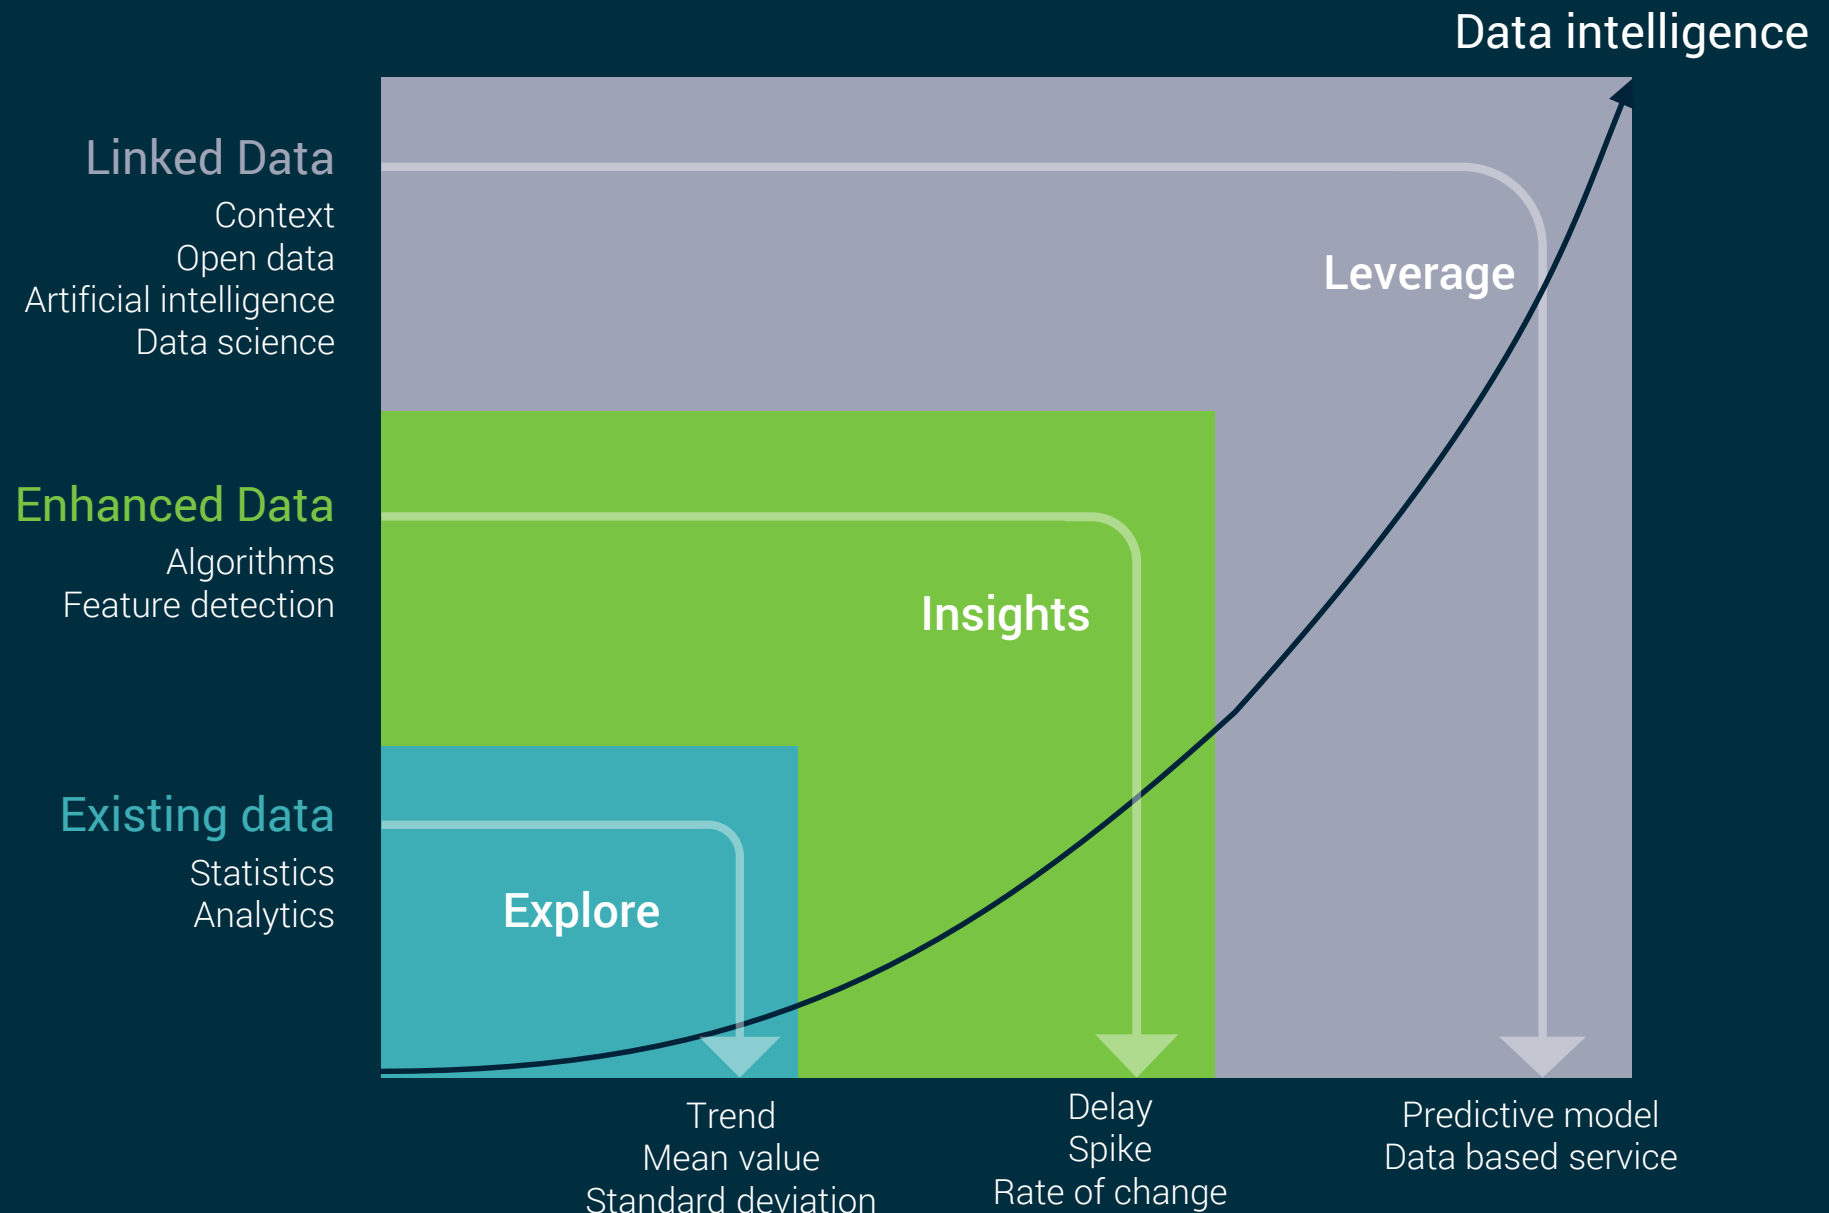 Data intelligence
Linked Data
Context
Open data
Artificial intelligence
Data science
Leverage
Enhanced Data
Algorithms
Feature detection
Insights
Existing data
Statistics
Analytics
Explore
Trend
Mean value
Standard deviation
Delay
Spike
Rate of change
Predictive model
Data based service